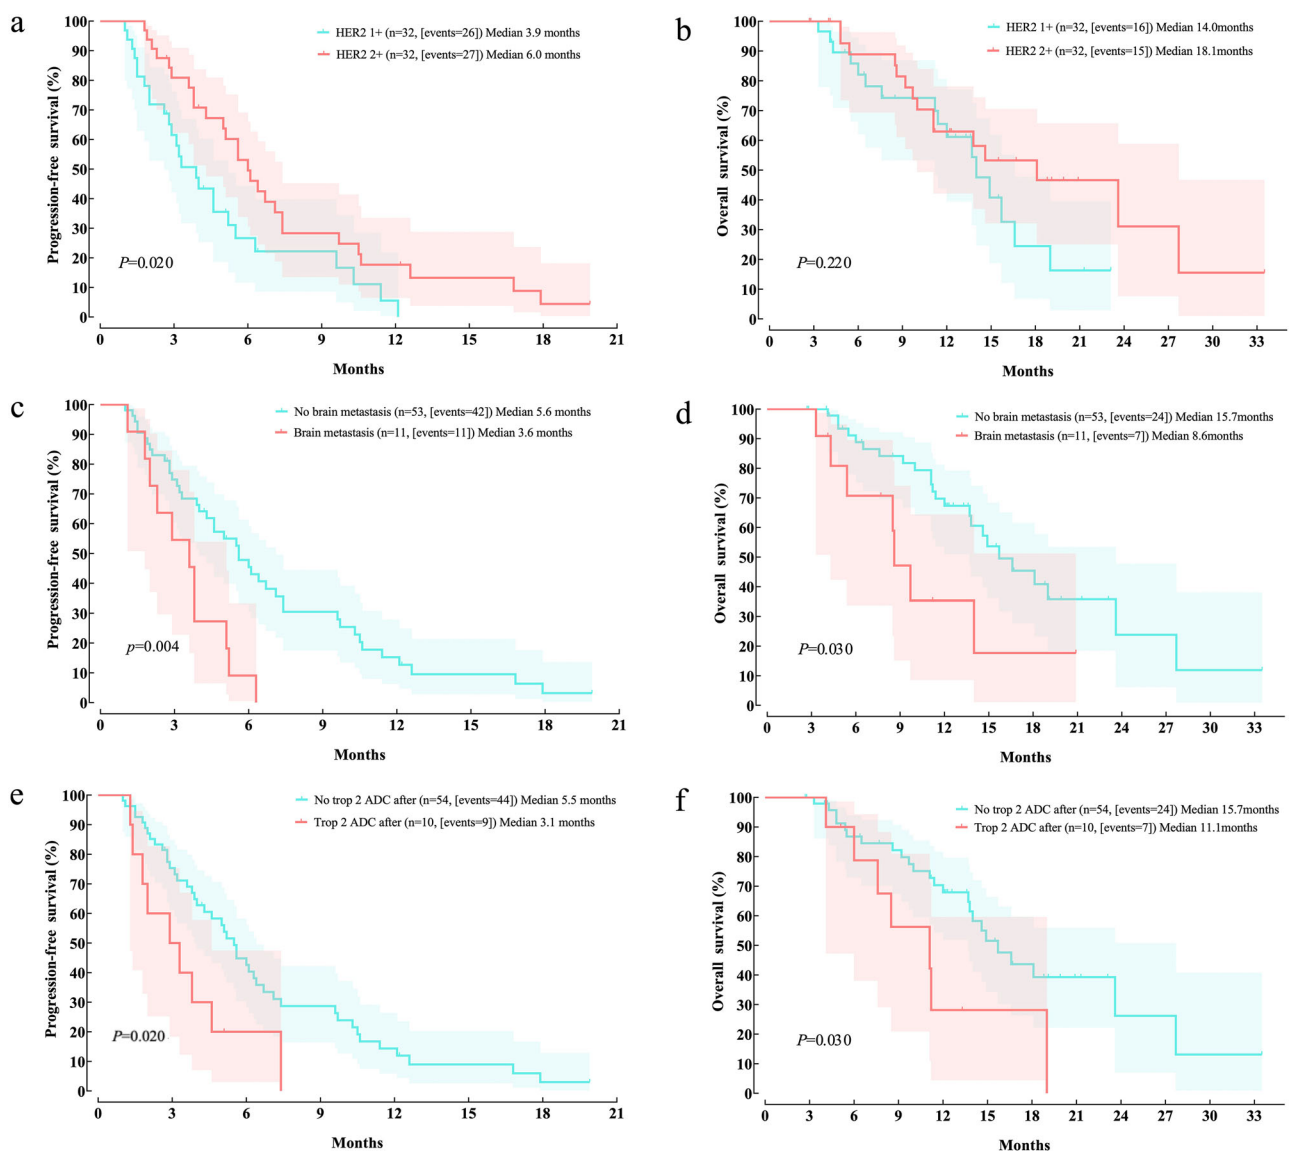 a
HER2 1+ (n=32, [events=26]) Median 3.9 months
HER2 2+ (n=32, [events=27]) Median 6.0 months
Progression-free survival (%)
100
90
80
70
60
50
40
30
20
10
0
P=0.020
0 3 6 9 12 15 18 21
Months
b
HER2 1+ (n=32, [events=16]) Median 14.0months
HER2 2+ (n=32, [events=15]) Median 18.1months
Overall survival (%)
100
90
80
70
60
50
40
30
20
10
0
P=0.220
0 3 6 9 12 15 18 21 24 27 30 33
Months
c
No brain metastasis (n=53, [events=42]) Median 5.6 months
Brain metastasis (n=11, [events=11]) Median 3.6 months
Progression-free survival (%)
100
90
80
70
60
50
40
30
20
10
0
p=0.004
0 3 6 9 12 15 18 21
Months
d
No brain metastasis (n=53, [events=24]) Median 15.7months
Brain metastasis (n=11, [events=7]) Median 8.6months
Overall survival (%)
100
90
80
70
60
50
40
30
20
10
0
P=0.030
0 3 6 9 12 15 18 21 24 27 30 33
Months
e
No trop 2 ADC after (n=54, [events=44]) Median 5.5 months
Trop 2 ADC after (n=10, [events=9]) Median 3.1 months
Progression-free survival (%)
100
90
80
70
60
50
40
30
20
10
0
P=0.020
0 3 6 9 12 15 18 21
Months
f
No trop 2 ADC after (n=54, [events=24]) Median 15.7months
Trop 2 ADC after (n=10, [events=7]) Median 11.1months
Overall survival (%)
100
90
80
70
60
50
40
30
20
10
0
P=0.030
0 3 6 9 12 15 18 21 24 27 30 33
Months